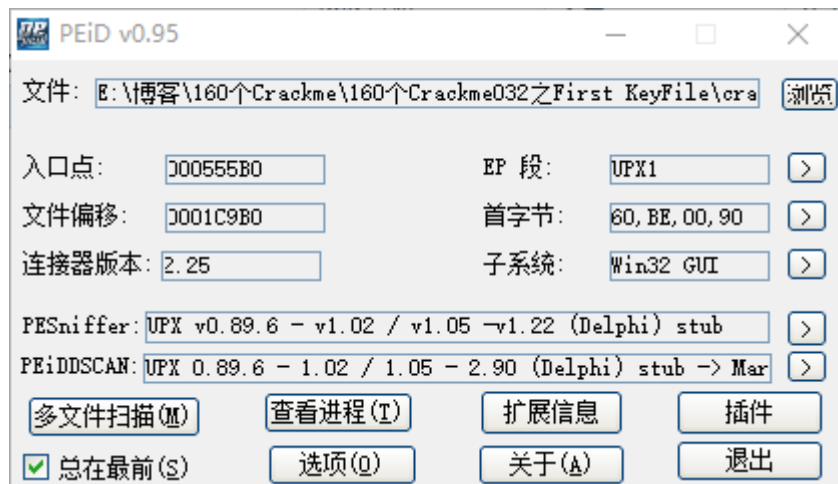 PEiD v0.95
文件: E:\博客\160个Crackme\160个Crackme032之First KeyFile\cra 浏览
入口点: 000555B0 EP 段: UPX1 >
文件偏移: 0001C9B0 首字节: 60,BE,00,90 >
连接器版本: 2.25 子系统: Win32 GUI >
PESniffer: UPX v0.89.6 - v1.02 / v1.05 -v1.22 (Delphi) stub >
PEiDDSCAN: UPX 0.89.6 - 1.02 / 1.05 - 2.90 (Delphi) stub -> Mar >
多文件扫描(M) 查看进程(T) 扩展信息 插件
总在最前(S) 选项(O) 关于(A) 退出